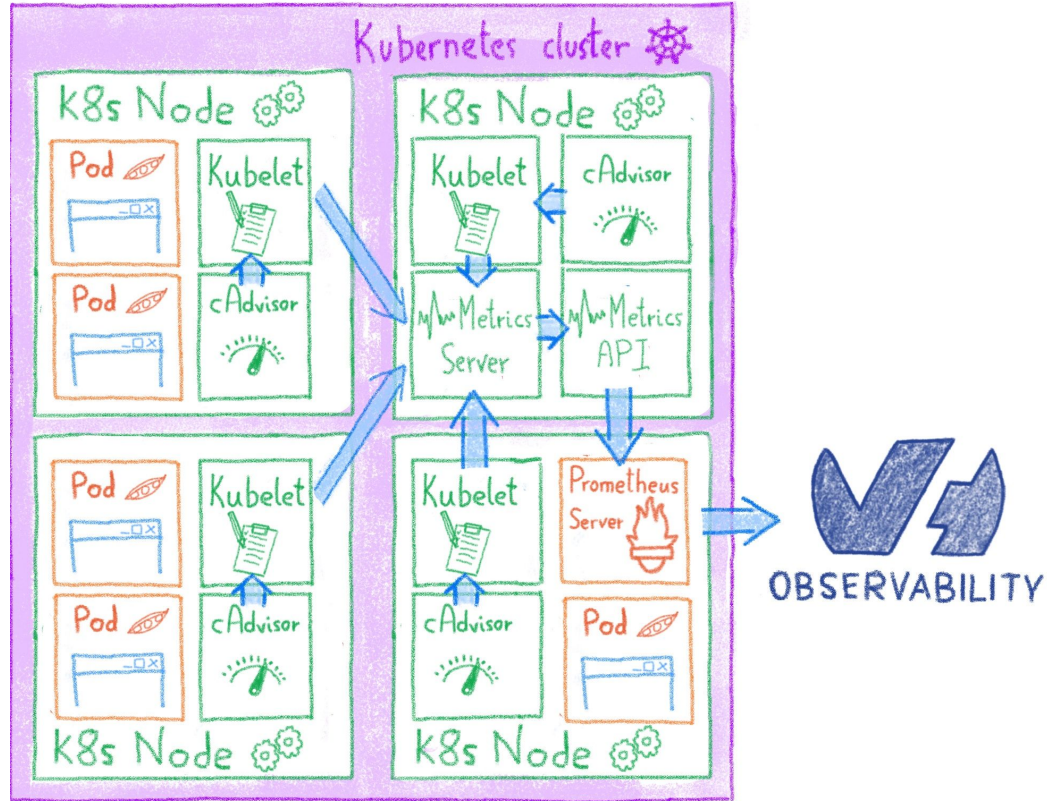 Kubernetes cluster
K8s Node
Pod
Kubelet
Pod
cAdvisor
K8s Node
Kubelet
cAdvisor
Metrics
Server
Metrics
API
Pod
Kubelet
Pod
cAdvisor
K8s Node
Kubelet
Prometheus
Server
cAdvisor
Pod
K8s Node
OBSERVABILITY